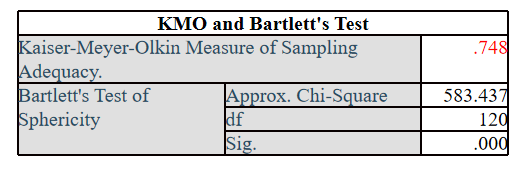 KMO and Bartlett's Test
Kaiser-Meyer-Olkin Measure of Sampling .748
Adequacy.
Bartlett's Test of Approx. Chi-Square 583.437
Sphericity df 120
Sig. .000